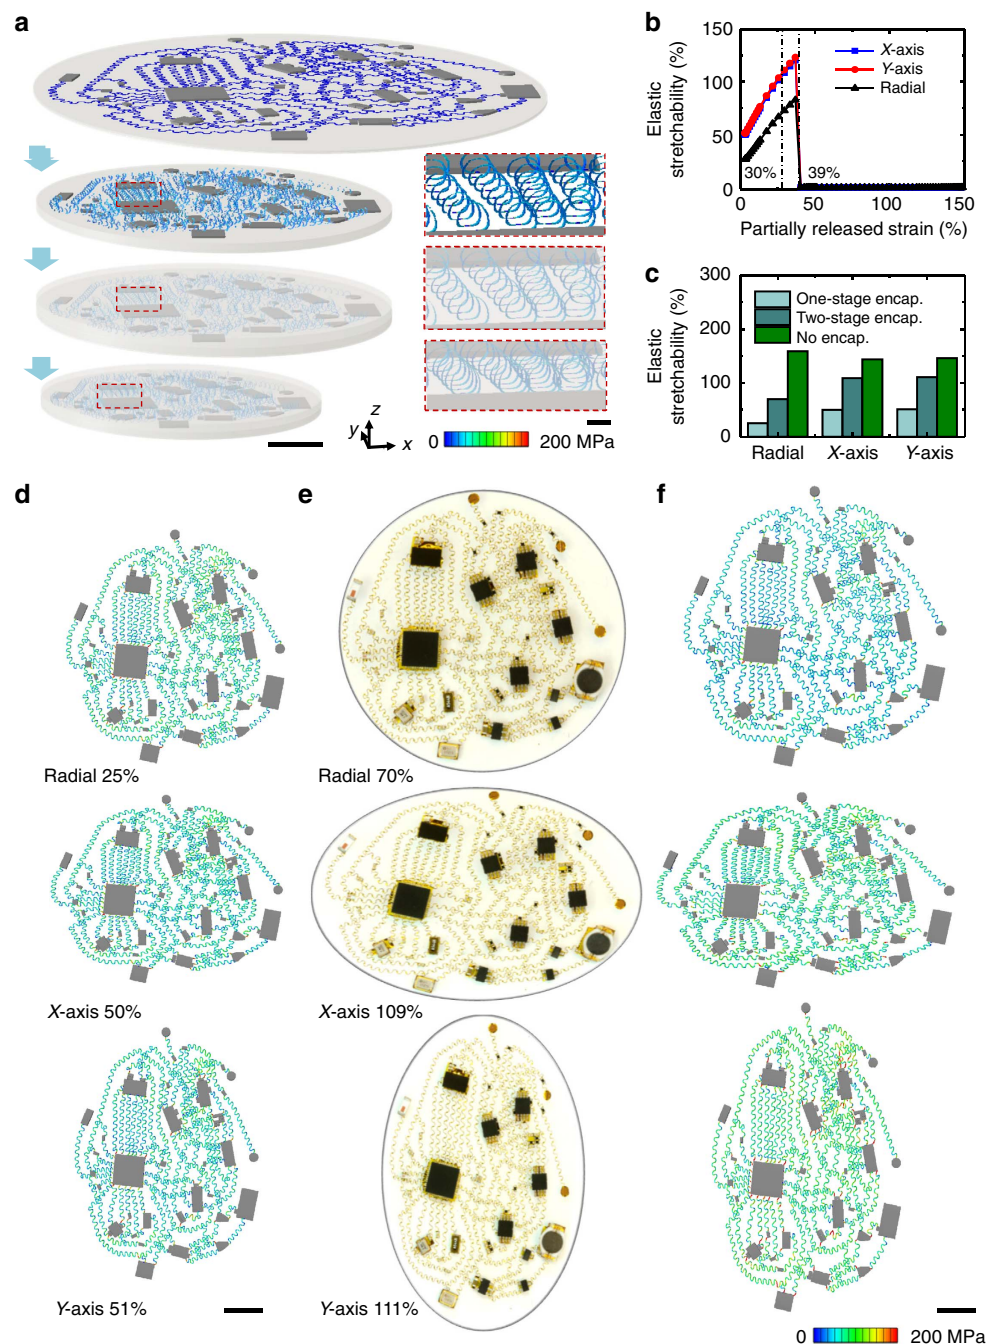 a
z
y
x
0
200 MPa
b
Elastic
stretchability (%)
150
100
50
0
X-axis
Y-axis
Radial
30%
39%
0
50
100
150
Partially released strain (%)
c
Elastic
stretchability (%)
300
200
100
0
One-stage encap.
Two-stage encap.
No encap.
Radial
X-axis
Y-axis
d
e
f
Radial 25%
Radial 70%
X-axis 50%
X-axis 109%
Y-axis 51%
Y-axis 111%
0
200 MPa